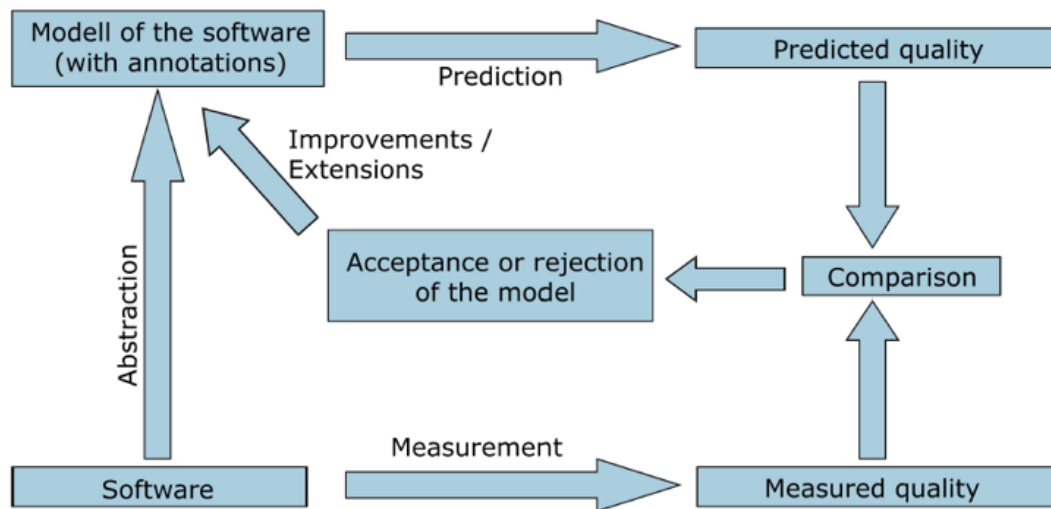 Modell of the software
(with annotations)
Prediction
Predicted quality
Improvements /
Extensions
Abstraction
Acceptance or rejection
of the model
Comparison
Measurement
Software
Measured quality